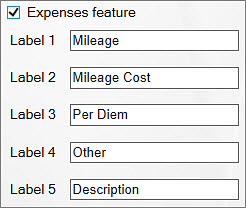 Expenses feature
Label 1 Mileage
Label 2 Mileage Cost
Label 3 Per Diem
Label 4 Other
Label 5 Description